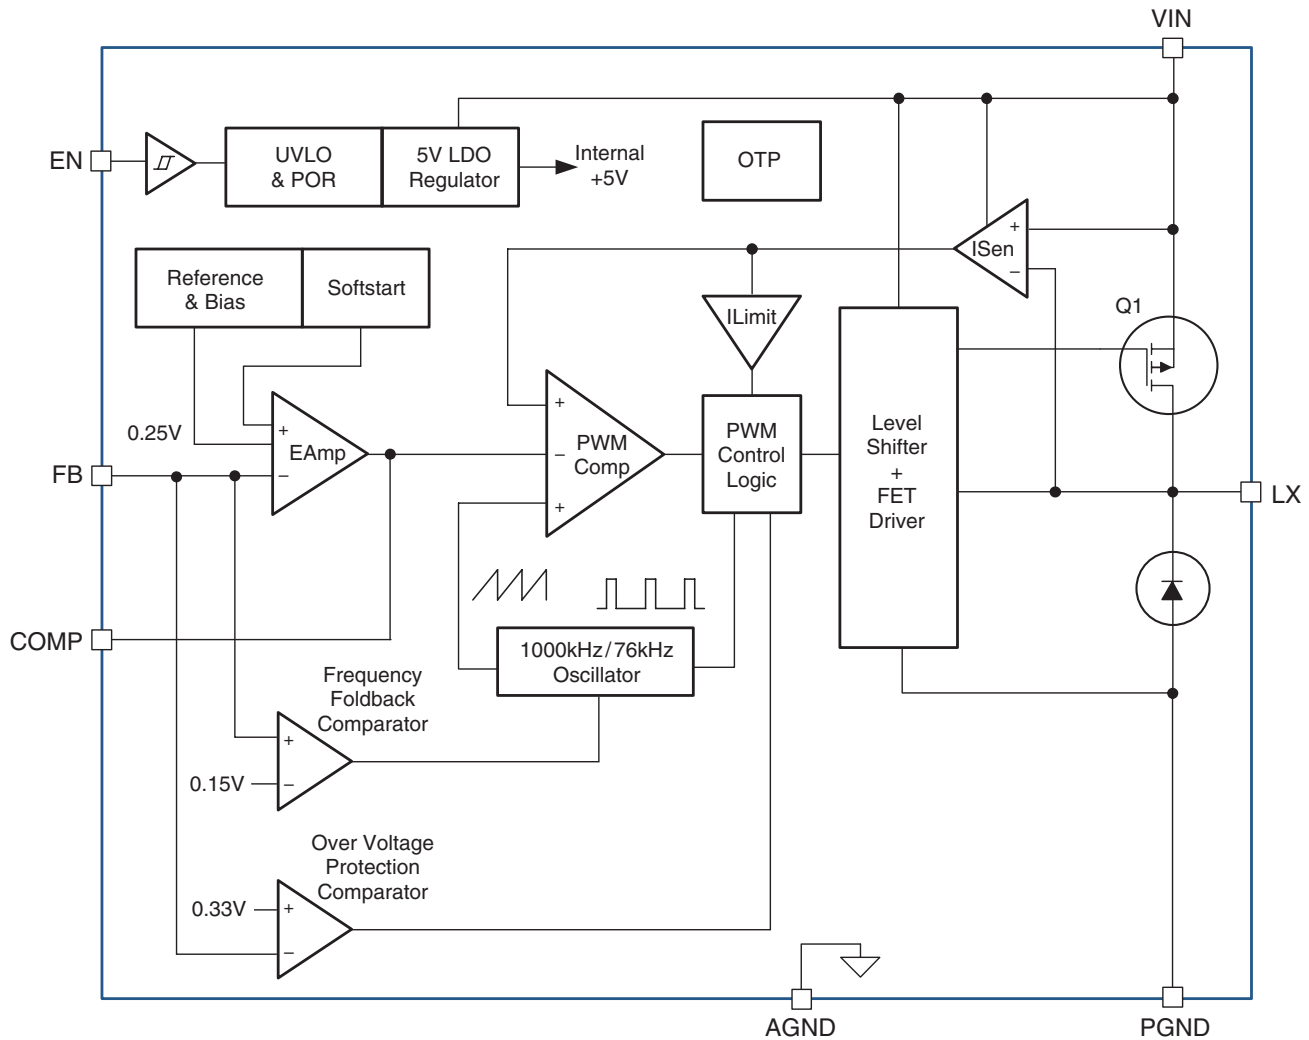 VIN
EN
UVLO
& POR
5V LDO
Regulator
Internal
+5V
OTP
+
ISen
–
Reference
& Bias
Softstart
ILimit
Q1
0.25V
+
EAmp
–
FB
+
–
PWM
Comp
+
PWM
Control
Logic
Level
Shifter
+
FET
Driver
LX
COMP
1000kHz/76kHz
Oscillator
Frequency
Foldback
Comparator
+
0.15V
–
Over Voltage
Protection
Comparator
0.33V
+
–
AGND
PGND